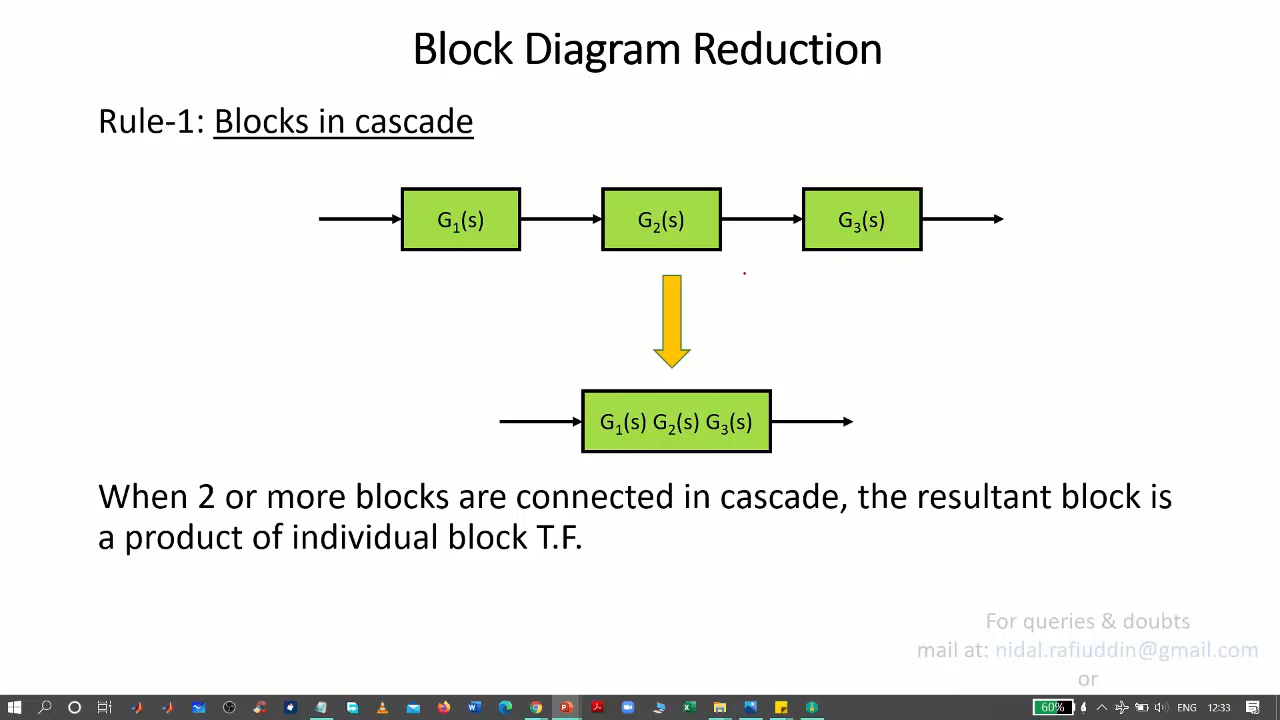 Block Diagram Reduction
Rule-1: Blocks in cascade
G₁(s) G₂(s) G₃(s)
G₁(s) G₂(s) G₃(s)
When 2 or more blocks are connected in cascade, the resultant block is
a product of individual block T.F.
For queries & doubts
mail at: nidal.rafiuddin@gmail.com
or
60% ENG 12:33